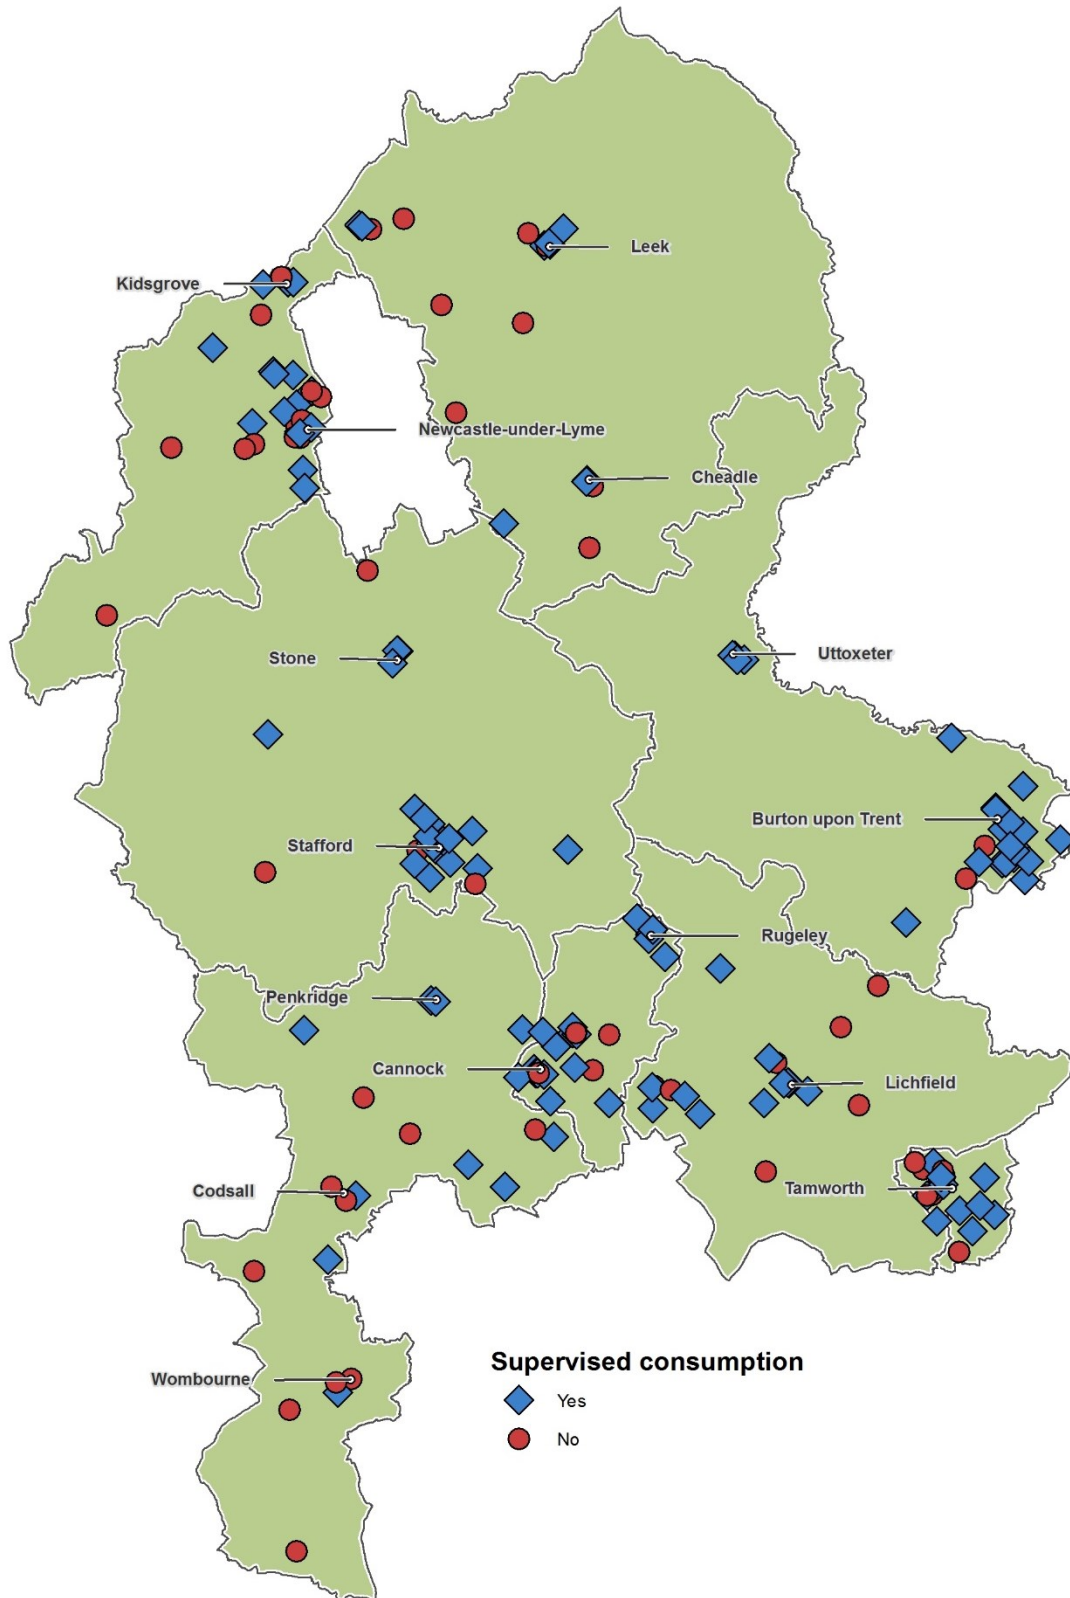 Leek
Kidsgrove
Newcastle-under-Lyme
Cheadle
Stone
Uttoxeter
Burton upon Trent
Stafford
Rugeley
Penkridge
Cannock
Lichfield
Codsall
Tamworth
Supervised consumption
Wombourne
Yes
No